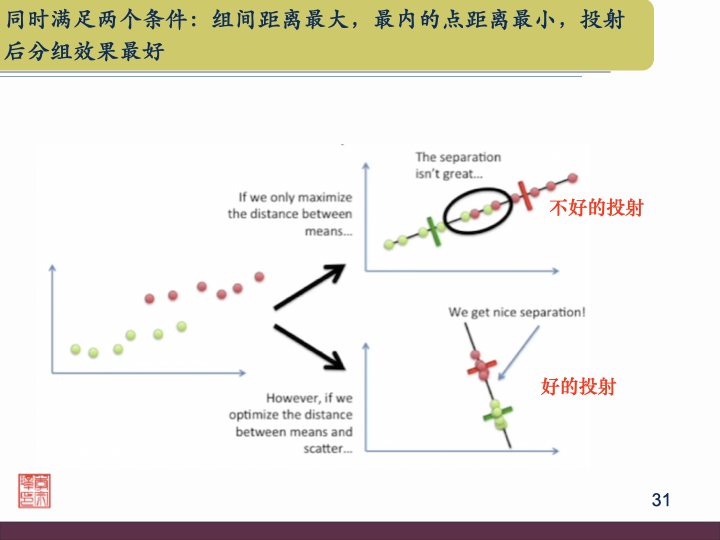 同时满足两个条件：组间距离最大，最内的点距离最小，投射
后分组效果最好
The separation
isn't great...
If we only maximize
the distance between
means...
不好的投射
We get nice separation!
好的投射
However, if we
optimize the distance
between means and
scatter...
31